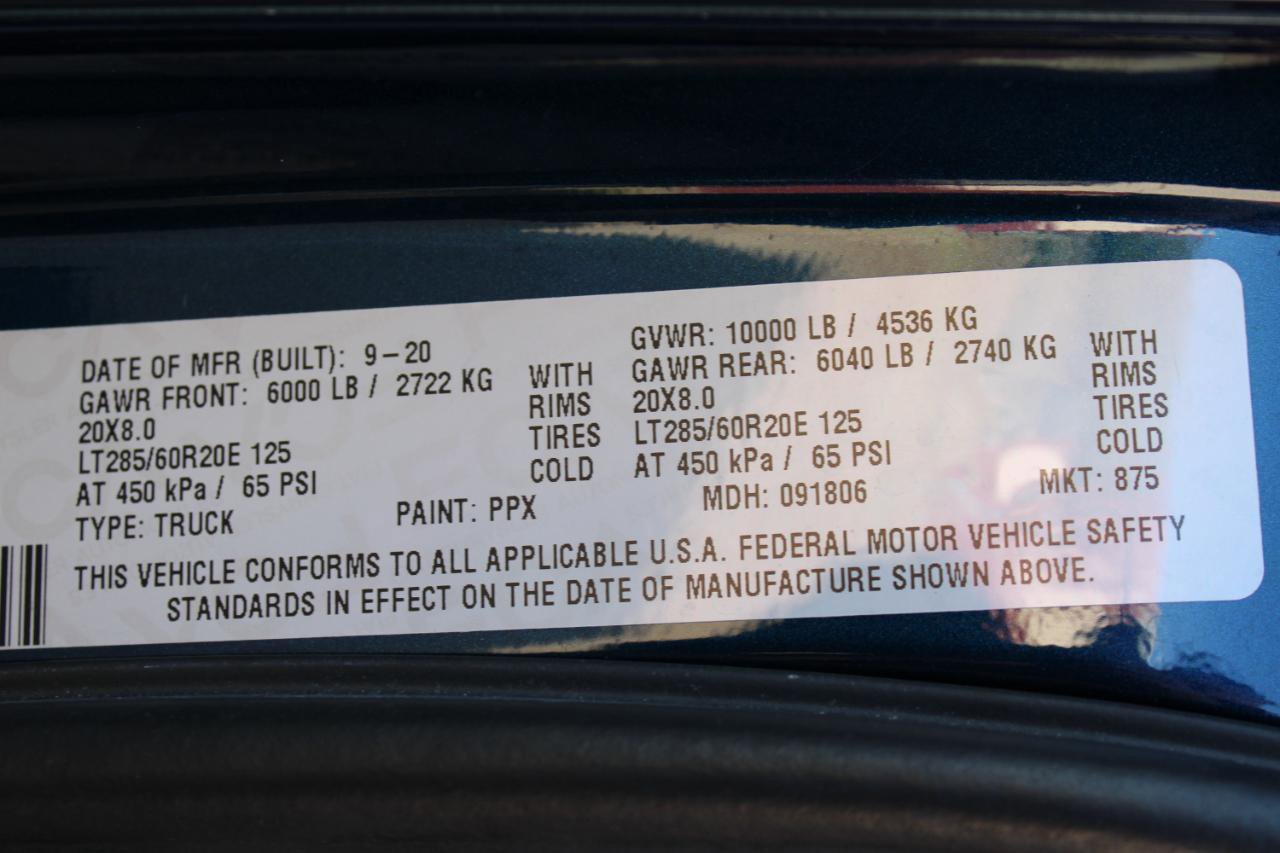 DATE OF MFR (BUILT): 9-20 GVWR: 10000 LB / 4536 KG
GAWR FRONT: 6000 LB / 2722 KG WITH GAWR REAR: 6040 LB / 2740 KG WITH
20X8.0 RIMS 20X8.0 RIMS
LT285/60R20E 125 TIRES LT285/60R20E 125 TIRES
AT 450 kPa / 65 PSI COLD AT 450 kPa / 65 PSI COLD
TYPE: TRUCK PAINT: PPX MDH: 091806 MKT: 875
THIS VEHICLE CONFORMS TO ALL APPLICABLE U.S.A. FEDERAL MOTOR VEHICLE SAFETY
STANDARDS IN EFFECT ON THE DATE OF MANUFACTURE SHOWN ABOVE.